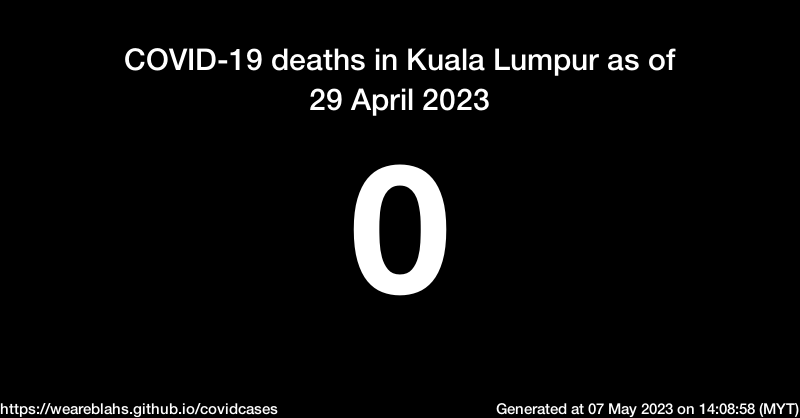 COVID-19 deaths in Kuala Lumpur as of
29 April 2023
0
https://weareblahs.github.io/covidcases
Generated at 07 May 2023 on 14:08:58 (MYT)